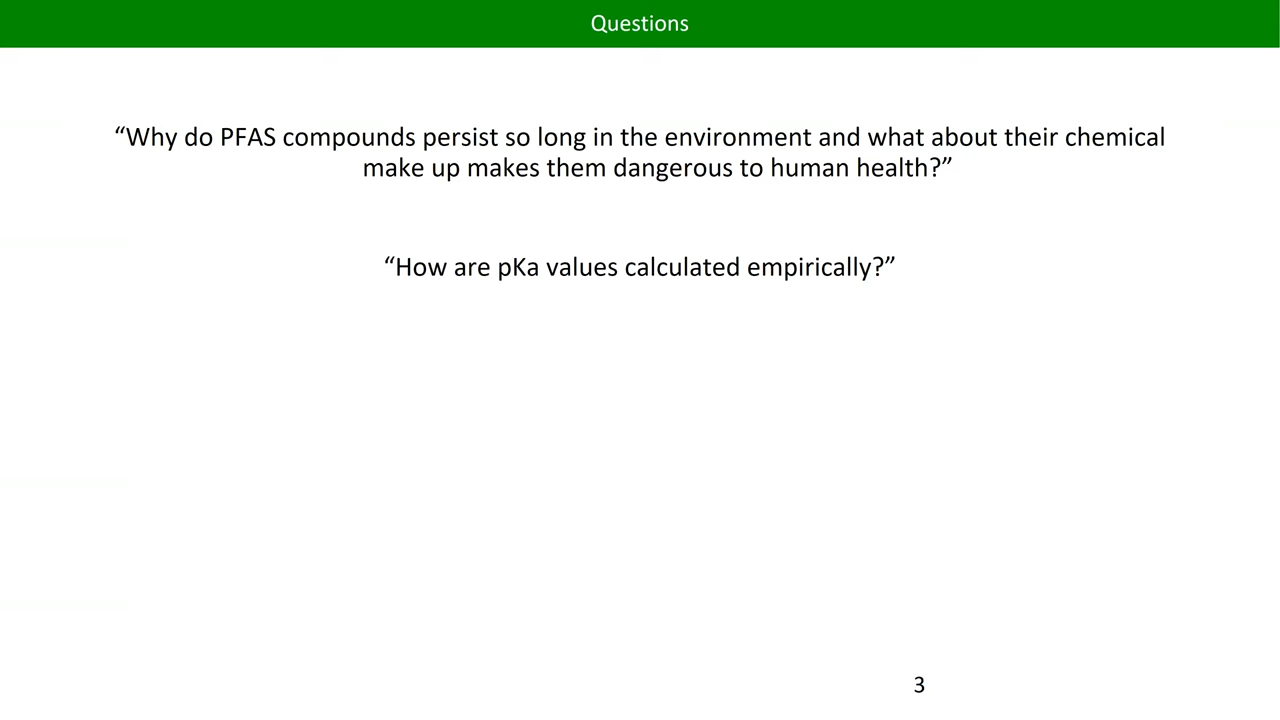 Questions
“Why do PFAS compounds persist so long in the environment and what about their chemical
make up makes them dangerous to human health?”
“How are pKa values calculated empirically?”
3